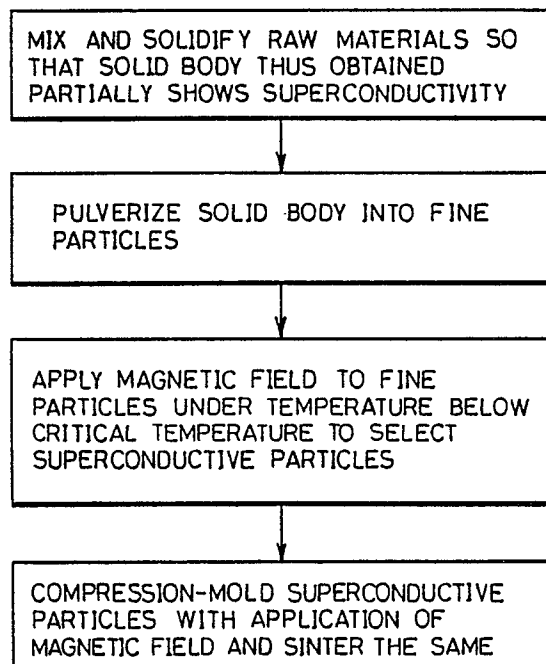 MIX AND SOLIDIFY RAW MATERIALS SO
THAT SOLID BODY THUS OBTAINED
PARTIALLY SHOWS SUPERCONDUCTIVITY
PULVERIZE SOLID BODY INTO FINE
PARTICLES
APPLY MAGNETIC FIELD TO FINE
PARTICLES UNDER TEMPERATURE BELOW
CRITICAL TEMPERATURE TO SELECT
SUPERCONDUCTIVE PARTICLES
COMPRESSION-MOLD SUPERCONDUCTIVE
PARTICLES WITH APPLICATION OF
MAGNETIC FIELD AND SINTER THE SAME